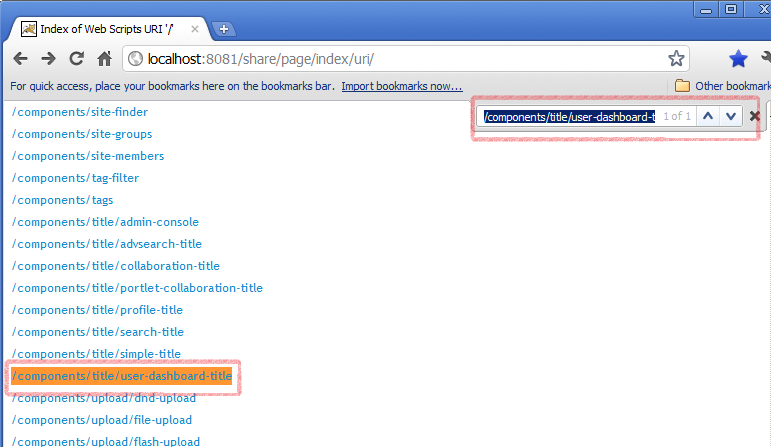 Index of Web Scripts URI '/'
localhost:8081/share/page/index/uri/
For quick access, place your bookmarks here on the bookmarks bar. Import bookmarks now...
Other bookmark
/components/title/user-dashboard-t 1 of 1
/components/site-finder
/components/site-groups
/components/site-members
/components/tag-filter
/components/tags
/components/title/admin-console
/components/title/advsearch-title
/components/title/collaboration-title
/components/title/portlet-collaboration-title
/components/title/profile-title
/components/title/search-title
/components/title/simple-title
/components/title/user-dashboard-title
/components/upload/dnd-upload
/components/upload/file-upload
/components/upload/flash-upload